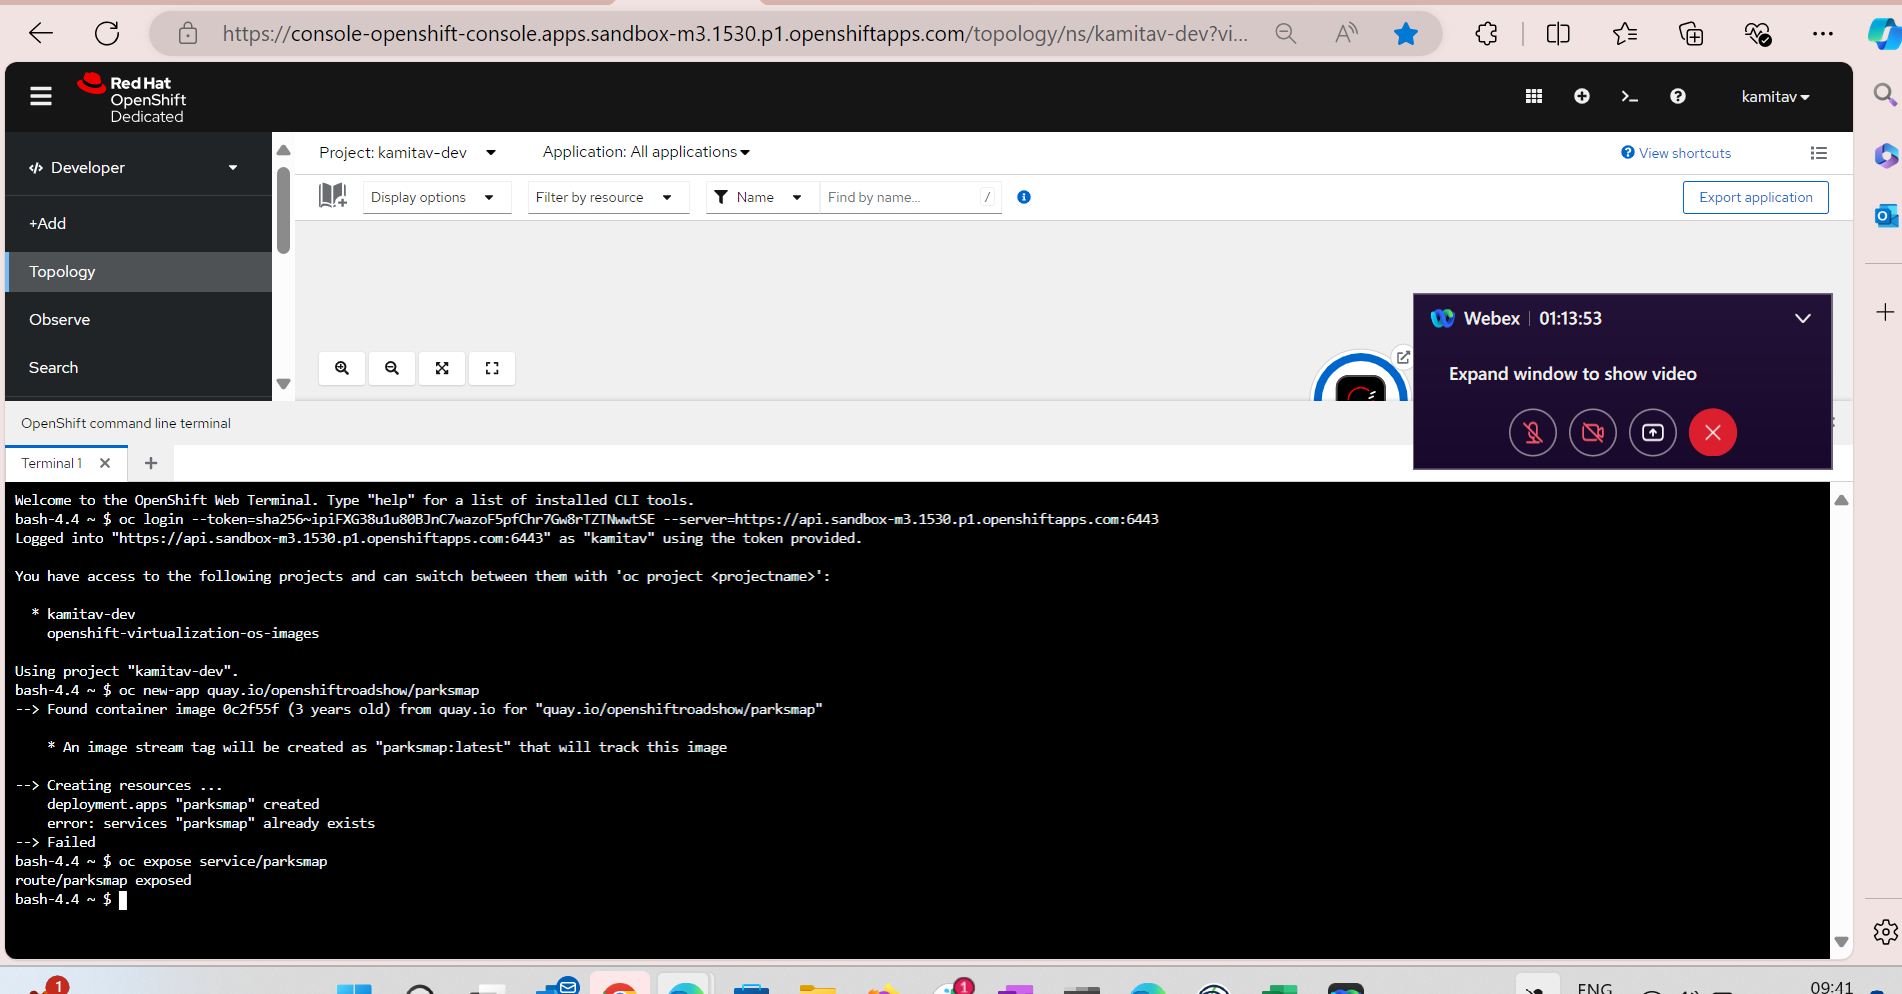 https://console-openshift-console.apps.sandbox-m3.1530.p1.openshiftapps.com/topology/ns/kamitav-dev?vi...
Red Hat
OpenShift
Dedicated
kamitav
Developer
Project: kamitav-dev
Application: All applications
View shortcuts
Display options
Filter by resource
Name
Find by name...
/
Export application
+Add
Topology
Observe
Search
Webex | 01:13:53
Expand window to show video
OpenShift command line terminal
Terminal 1
Welcome to the OpenShift Web Terminal. Type "help" for a list of installed CLI tools.
bash-4.4 ~ $ oc login --token=sha256~ipiFXG38u1u80BJnC7wazoF5pfChr7Gw8rTZTNwwtSE --server=https://api.sandbox-m3.1530.p1.openshiftapps.com:6443
Logged into "https://api.sandbox-m3.1530.p1.openshiftapps.com:6443" as "kamitav" using the token provided.
You have access to the following projects and can switch between them with 'oc project <projectname>':
* kamitav-dev
openshift-virtualization-os-images
Using project "kamitav-dev".
bash-4.4 ~ $ oc new-app quay.io/openshiftroadshow/parksmap
--> Found container image 0c2f55f (3 years old) from quay.io for "quay.io/openshiftroadshow/parksmap"
* An image stream tag will be created as "parksmap:latest" that will track this image
--> Creating resources ...
deployment.apps "parksmap" created
error: services "parksmap" already exists
--> Failed
bash-4.4 ~ $ oc expose service/parksmap
route/parksmap exposed
bash-4.4 ~ $
1
1
ENG
09:41